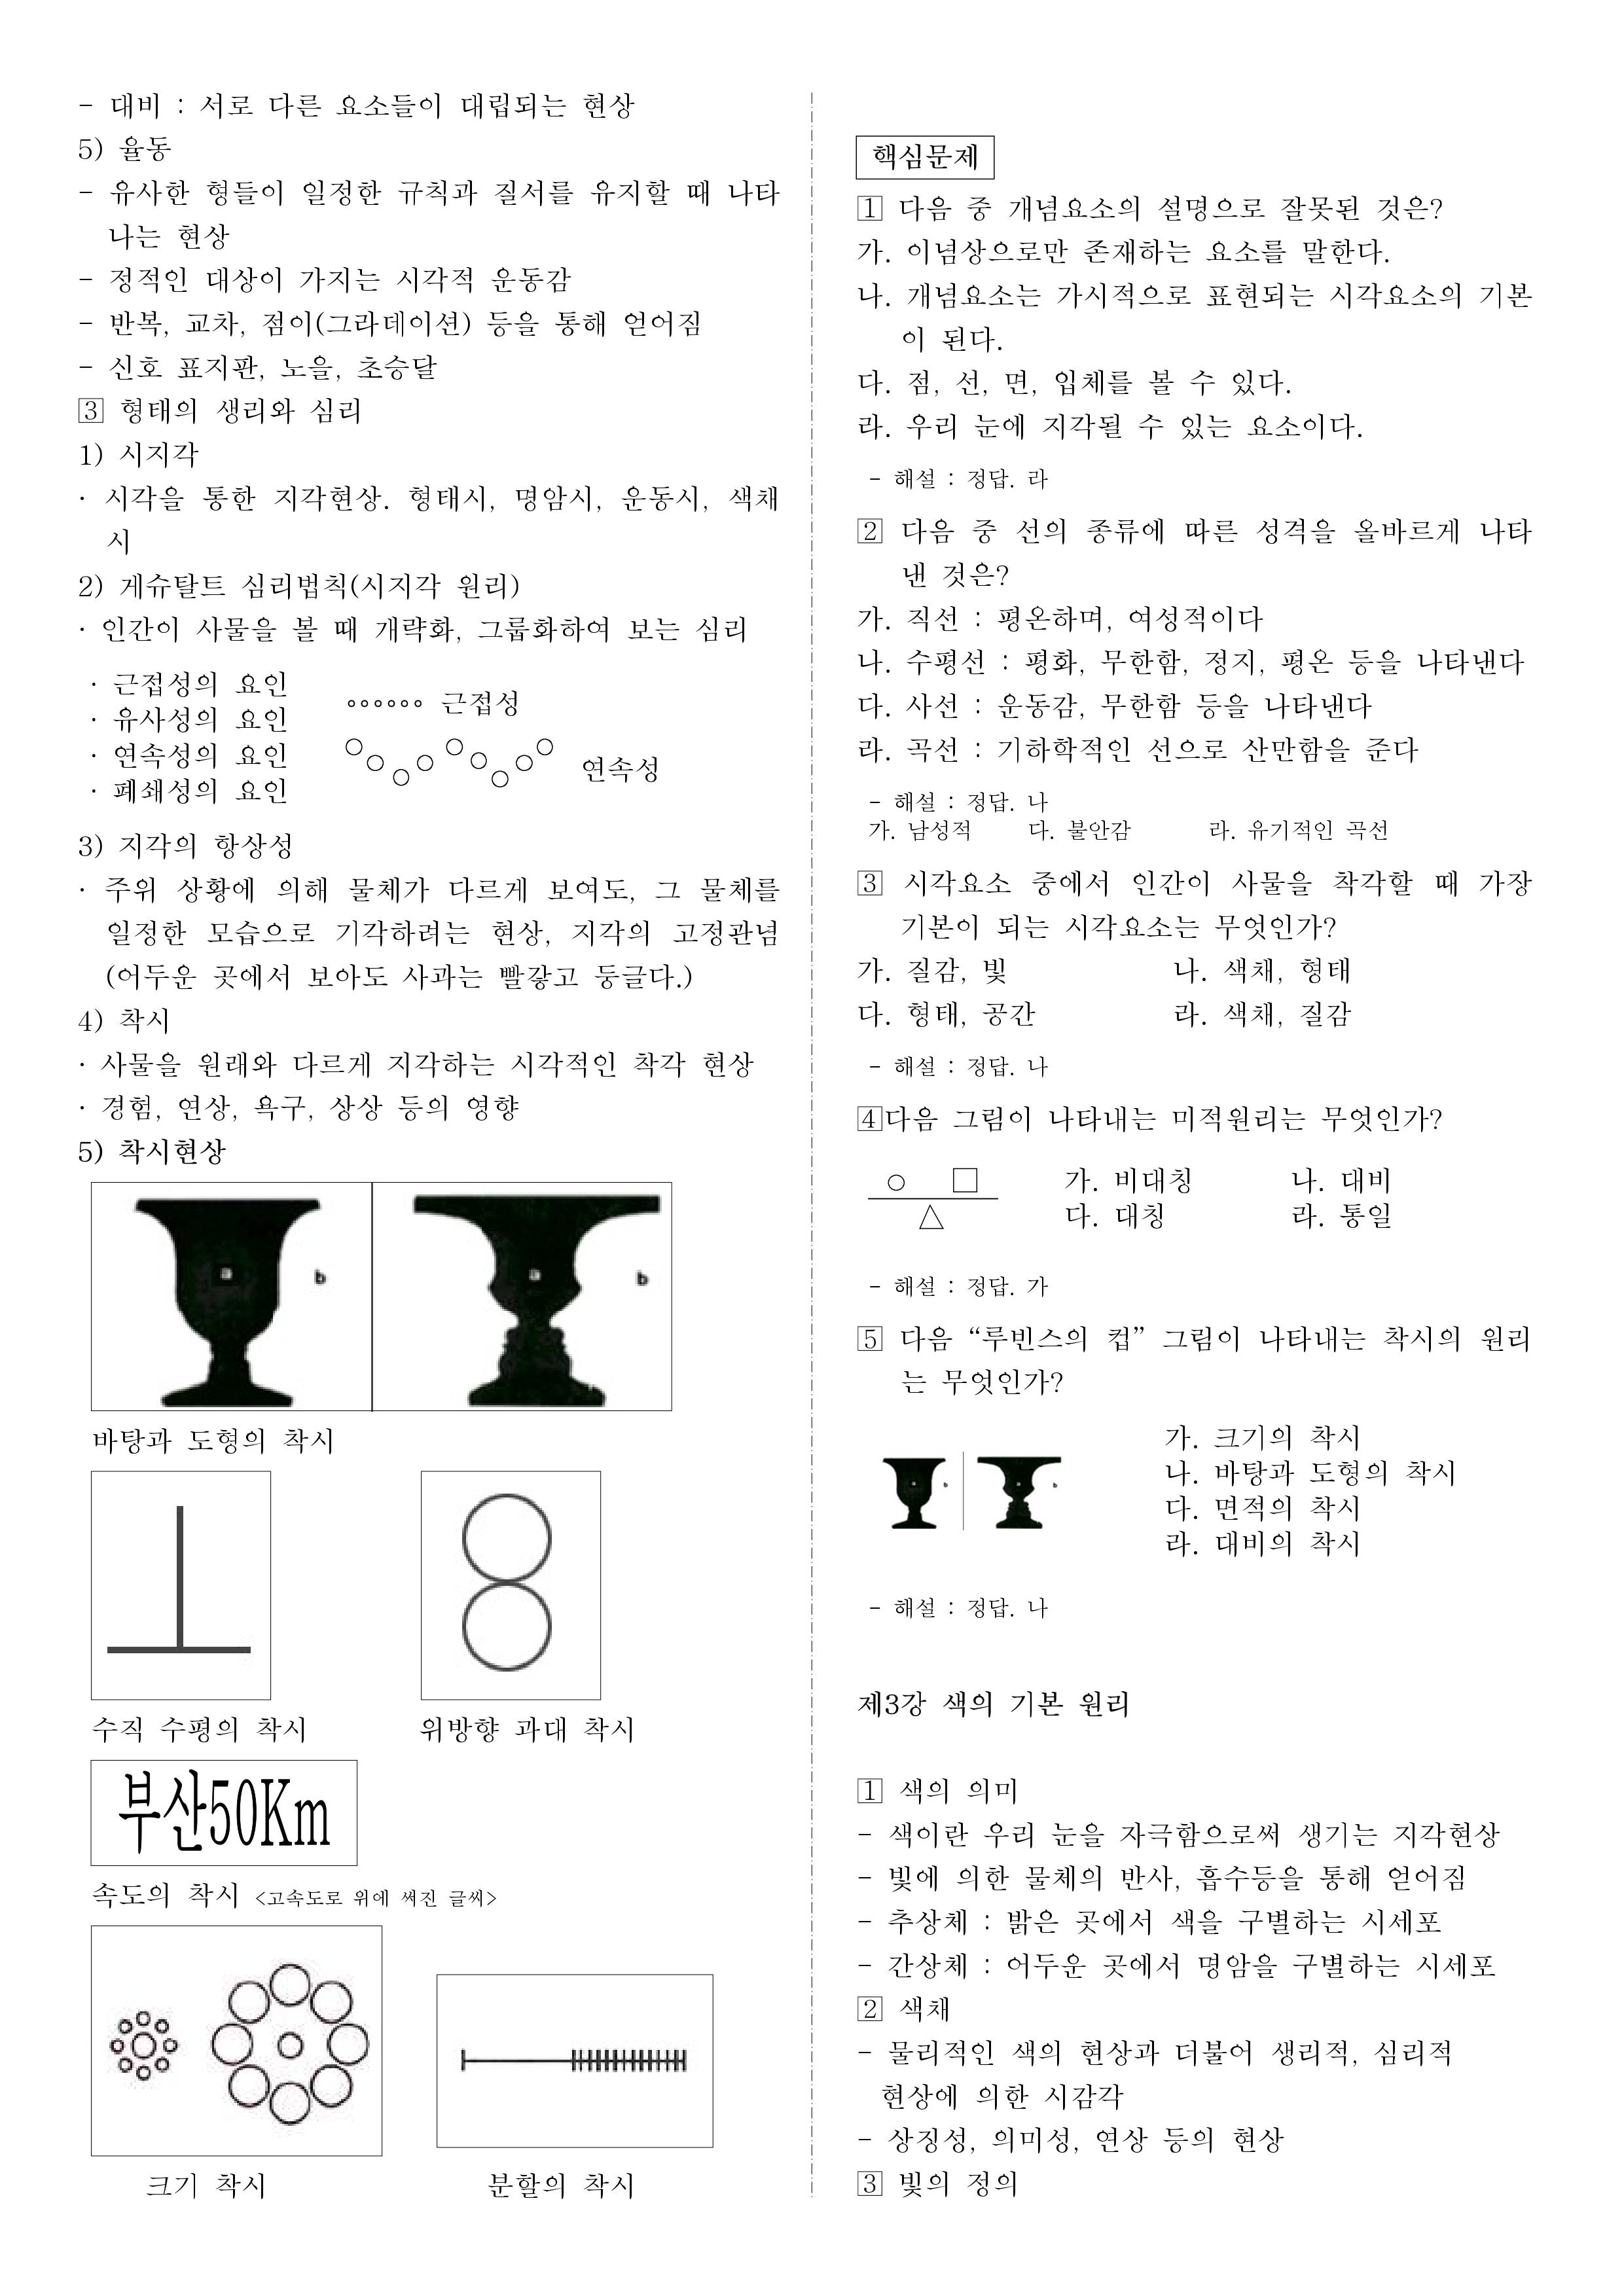 - 대비 : 서로 다른 요소들이 대립되는 현상
5) 율동
- 유사한 형들이 일정한 규칙과 질서를 유지할 때 나타
나는 현상
- 정적인 대상이 가지는 시각적 운동감
- 반복, 교차, 점이(그라데이션) 등을 통해 얻어짐
- 신호 표지판, 노을, 초승달
3 형태의 생리와 심리
1) 시지각
· 시각을 통한 지각현상. 형태시, 명암시, 운동시, 색채
시
2) 게슈탈트 심리법칙(시지각 원리)
· 인간이 사물을 볼 때 개략화, 그룹화하여 보는 심리
· 근접성의 요인
· 유사성의 요인
· 연속성의 요인
· 폐쇄성의 요인
근접성
연속성
3) 지각의 항상성
· 주위 상황에 의해 물체가 다르게 보여도, 그 물체를
일정한 모습으로 기각하려는 현상, 지각의 고정관념
(어두운 곳에서 보아도 사과는 빨갛고 둥글다.)
4) 착시
· 사물을 원래와 다르게 지각하는 시각적인 착각 현상
· 경험, 연상, 욕구, 상상 등의 영향
5) 착시현상
a b a b
바탕과 도형의 착시
수직 수평의 착시 위방향 과대 착시
부산50Km
속도의 착시 <고속도로 위에 써진 글씨>
크기 착시 분할의 착시
핵심문제
1 다음 중 개념요소의 설명으로 잘못된 것은?
가. 이념상으로만 존재하는 요소를 말한다.
나. 개념요소는 가시적으로 표현되는 시각요소의 기본
이 된다.
다. 점, 선, 면, 입체를 볼 수 있다.
라. 우리 눈에 지각될 수 있는 요소이다.
- 해설 : 정답. 라
2 다음 중 선의 종류에 따른 성격을 올바르게 나타
낸 것은?
가. 직선 : 평온하며, 여성적이다
나. 수평선 : 평화, 무한함, 정지, 평온 등을 나타낸다
다. 사선 : 운동감, 무한함 등을 나타낸다
라. 곡선 : 기하학적인 선으로 산만함을 준다
- 해설 : 정답. 나
가. 남성적 다. 불안감 라. 유기적인 곡선
3 시각요소 중에서 인간이 사물을 착각할 때 가장
기본이 되는 시각요소는 무엇인가?
가. 질감, 빛 나. 색채, 형태
다. 형태, 공간 라. 색채, 질감
- 해설 : 정답. 나
4다음 그림이 나타내는 미적원리는 무엇인가?
가. 비대칭 나. 대비
다. 대칭 라. 통일
- 해설 : 정답. 가
5 다음 “루빈스의 컵” 그림이 나타내는 착시의 원리
는 무엇인가?
가. 크기의 착시
나. 바탕과 도형의 착시
다. 면적의 착시
라. 대비의 착시
- 해설 : 정답. 나
제3강 색의 기본 원리
1 색의 의미
- 색이란 우리 눈을 자극함으로써 생기는 지각현상
- 빛에 의한 물체의 반사, 흡수등을 통해 얻어짐
- 추상체 : 밝은 곳에서 색을 구별하는 시세포
- 간상체 : 어두운 곳에서 명암을 구별하는 시세포
2 색채
- 물리적인 색의 현상과 더불어 생리적, 심리적
현상에 의한 시감각
- 상징성, 의미성, 연상 등의 현상
3 빛의 정의